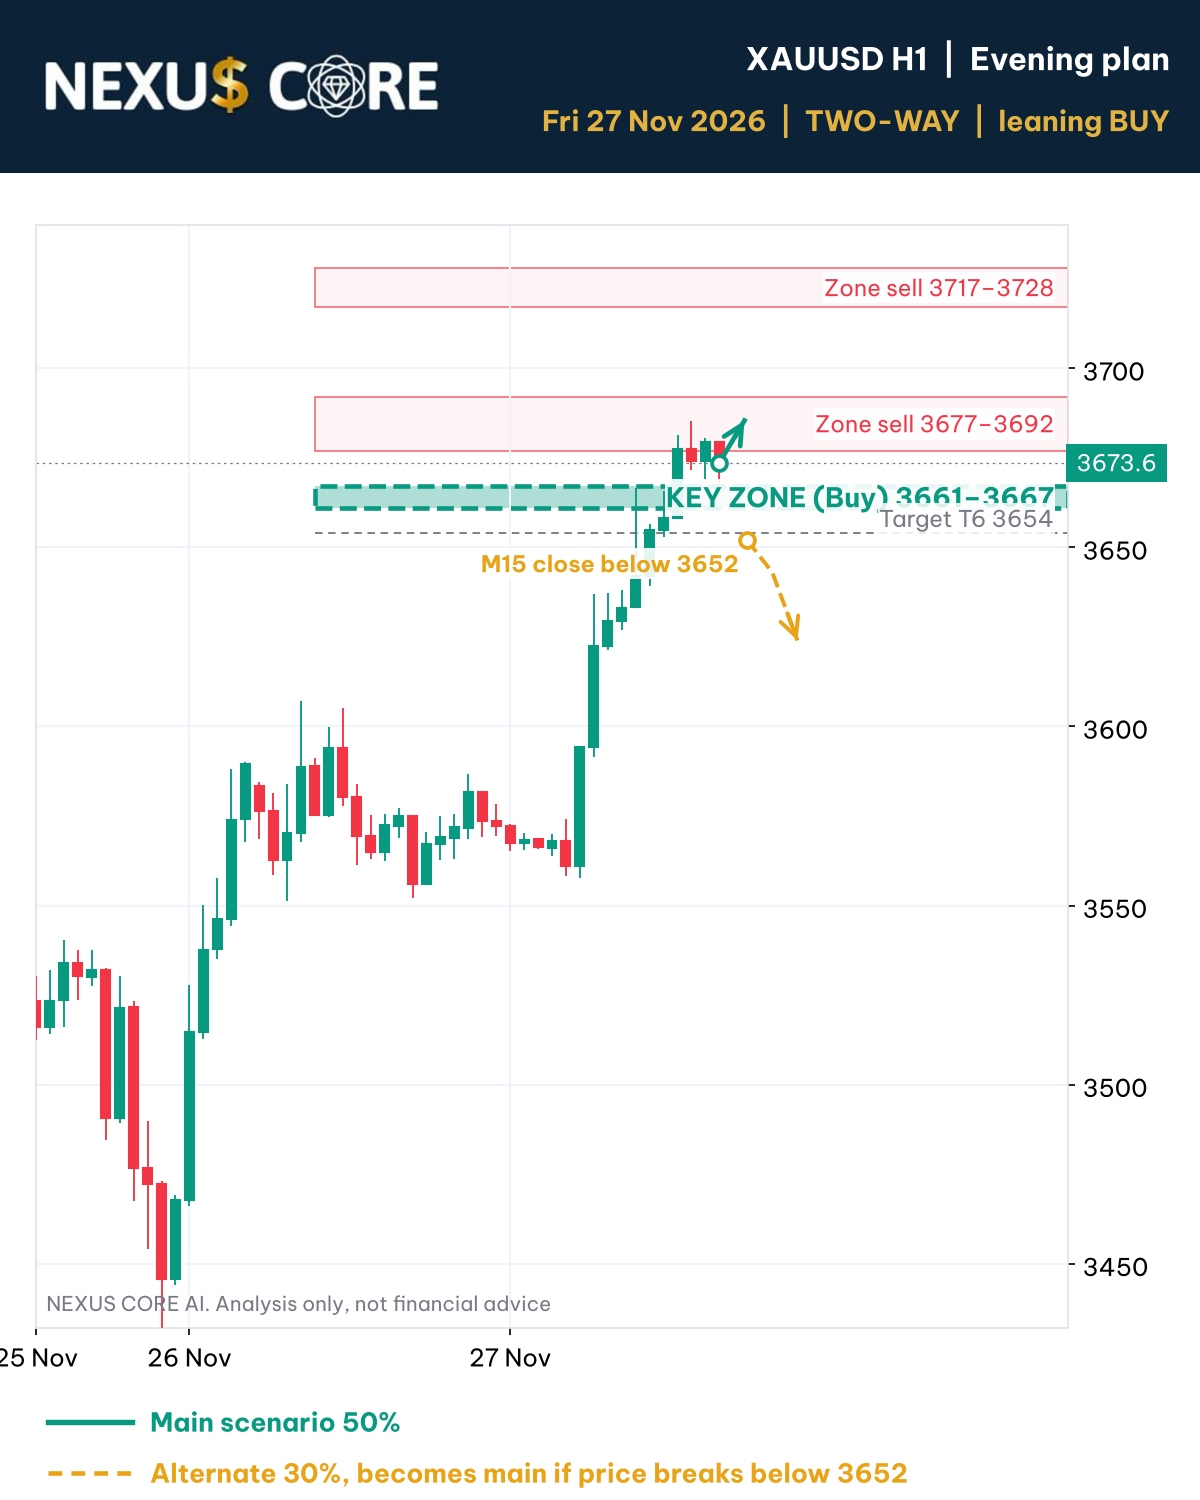 NEXU$ CORE
XAUUSD H1 | Evening plan
Fri 27 Nov 2026 | TWO-WAY | leaning BUY
Zone sell 3717–3728
3700
Zone sell 3677–3692
3673.6
KEY ZONE (Buy) 3661–3667
Target T6 3654
3650
M15 close below 3652
3600
3550
3500
3450
NEXUS CORE AI. Analysis only, not financial advice
25 Nov
26 Nov
27 Nov
Main scenario 50%
Alternate 30%, becomes main if price breaks below 3652